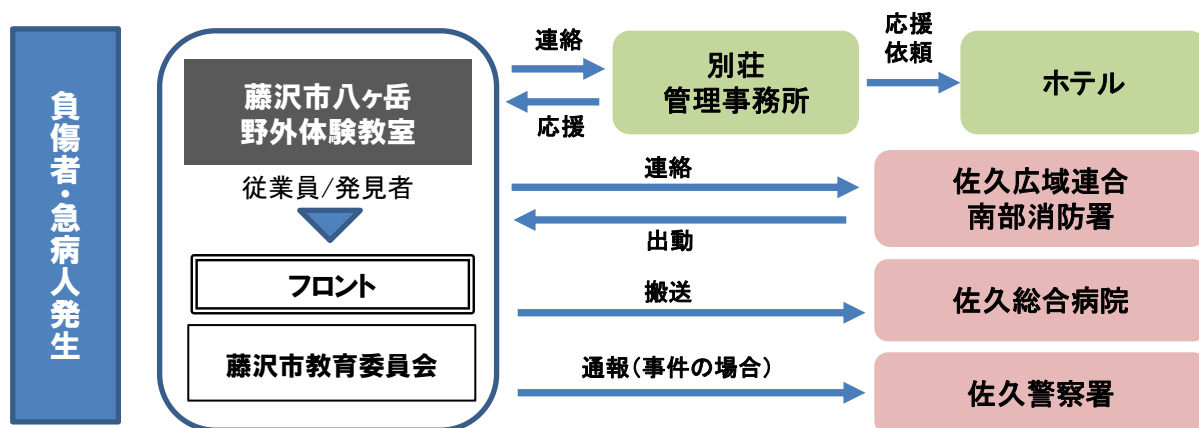 負傷者・急病人発生
藤沢市八ヶ岳
野外体験教室
従業員/発見者
フロント
藤沢市教育委員会
連絡
応援
別荘
管理事務所
応援
依頼
ホテル
連絡
出動
佐久広域連合
南部消防署
搬送
佐久総合病院
通報(事件の場合)
佐久警察署